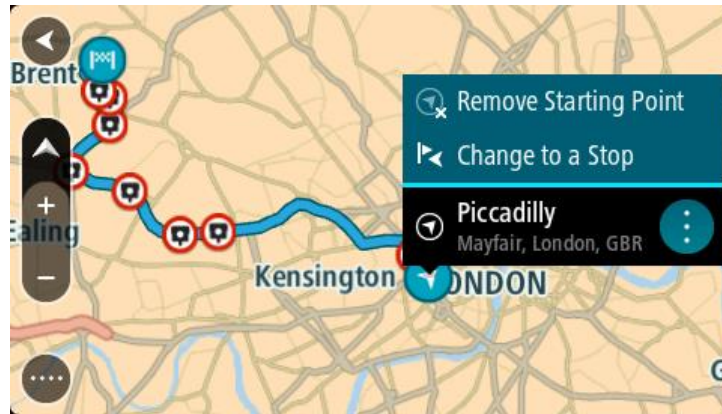 Brent
Remove Starting Point
Change to a Stop
Piccadilly
Mayfair, London, GBR
+
Ealing
−
Kensington
ONDON
G